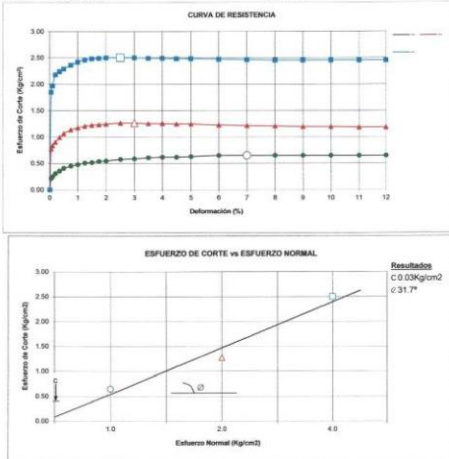 CURVA DE RESISTENCIA
Esfuerzo de Corte (Kg/cm²)
3.00
2.50
2.00
1.50
1.00
0.50
0.00
0 1 2 3 4 5 6 7 8 9 10 11 12
Deformación (%)
ESFUERZO DE CORTE vs ESFUERZO NORMAL
Esfuerzo de Corte (Kg/cm2)
3.00
2.50
2.00
1.50
1.00
0.50
0.00
C
Ø
1.0 2.0 4.0
Esfuerzo Normal (Kg/cm2)
Resultados
C 0.03Kg/cm2
31.7°